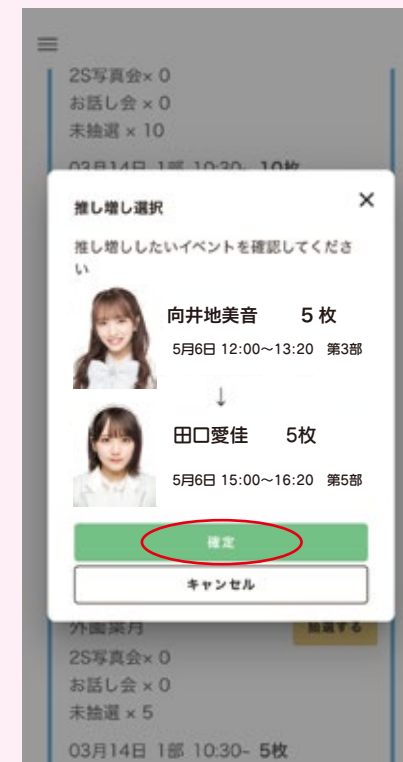 2S写真会× 0
お話し会 × 0
未抽選 × 10
03月14日 1部 10:30- 10枚
推し増し選択
×
推し増ししたいイベントを確認してくださ
い
向井地美音 5 枚
5月6日 12:00〜13:20 第3部
↓
田口愛佳 5枚
5月6日 15:00〜16:20 第5部
確定
キャンセル
外園葉月
抽選する
2S写真会× 0
お話し会 × 0
未抽選 × 5
03月14日 1部 10:30- 5枚